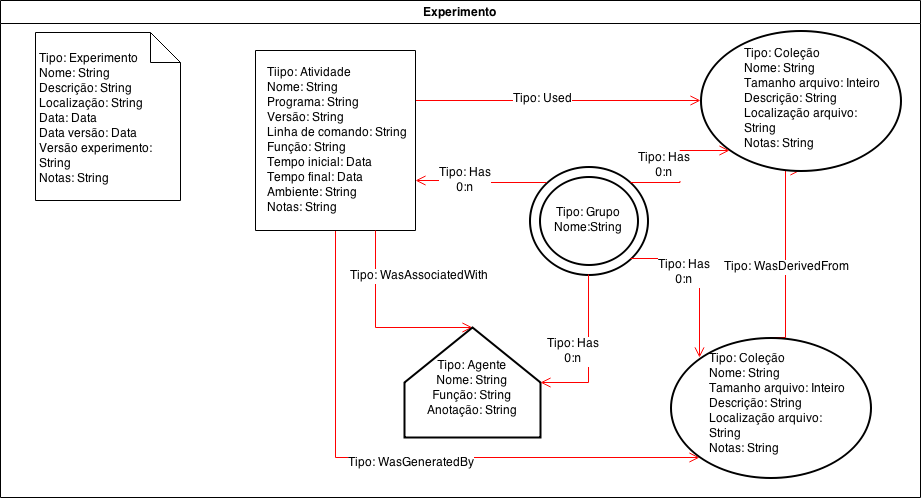 Experimento
Tipo: Experimento
Nome: String
Descrição: String
Localização: String
Data: Data
Data versão: Data
Versão experimento:
String
Notas: String
Tiipo: Atividade
Nome: String
Programa: String
Versão: String
Linha de comando: String
Função: String
Tempo inicial: Data
Tempo final: Data
Ambiente: String
Notas: String
Tipo: Used
Tipo: Coleção
Nome: String
Tamanho arquivo: Inteiro
Descrição: String
Localização arquivo:
String
Notas: String
Tipo: Has
0:n
Tipo: Has
0:n
Tipo: Grupo
Nome:String
Tipo: WasAssociatedWith
Tipo: Has
0:n
Tipo: WasDerivedFrom
Tipo: Has
0:n
Tipo: Agente
Nome: String
Função: String
Anotação: String
Tipo: Coleção
Nome: String
Tamanho arquivo: Inteiro
Descrição: String
Localização arquivo:
String
Notas: String
Tipo: WasGeneratedBy